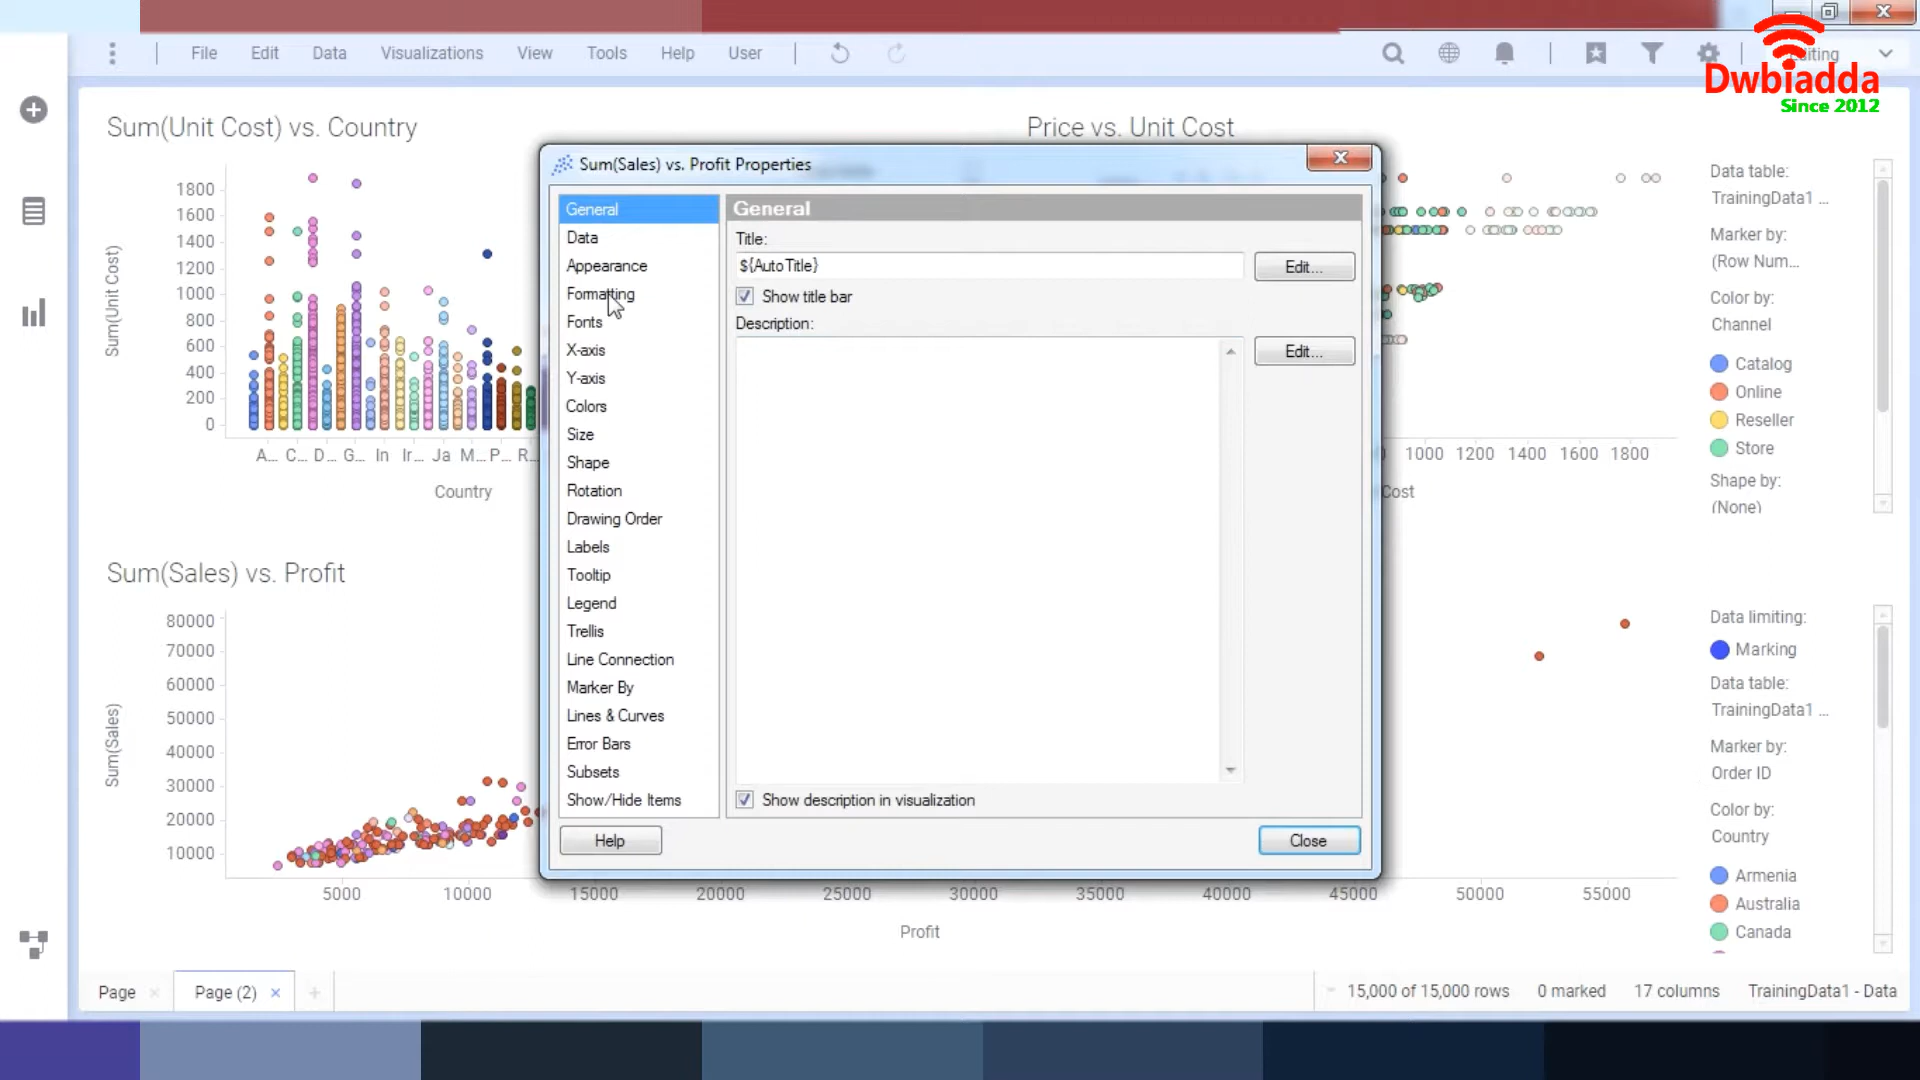 File Edit Data Visualizations View Tools Help User
Editing
Dwbiadda
Since 2012
Sum(Unit Cost) vs. Country
Price vs. Unit Cost
Sum(Unit Cost)
1800
1600
1400
1200
1000
800
600
400
200
0
A... C... D... G... In Ir... Ja M... P... R...
Country
1000 1200 1400 1600 1800
Cost
Data table:
TrainingData1 ...
Marker by:
(Row Num...
Color by:
Channel
Catalog
Online
Reseller
Store
Shape by:
(None)
Sum(Sales) vs. Profit Properties
General
Data
Appearance
Formatting
Fonts
X-axis
Y-axis
Colors
Size
Shape
Rotation
Drawing Order
Labels
Tooltip
Legend
Trellis
Line Connection
Marker By
Lines & Curves
Error Bars
Subsets
Show/Hide Items
General
Title:
${AutoTitle}
Edit...
Show title bar
Description:
Edit...
Show description in visualization
Help
Close
Sum(Sales) vs. Profit
Sum(Sales)
80000
70000
60000
50000
40000
30000
20000
10000
5000 10000 15000 20000 25000 30000 35000 40000 45000 50000 55000
Profit
Data limiting:
Marking
Data table:
TrainingData1 ...
Marker by:
Order ID
Color by:
Country
Armenia
Australia
Canada
Page
Page (2)
15,000 of 15,000 rows 0 marked 17 columns TrainingData1 - Data